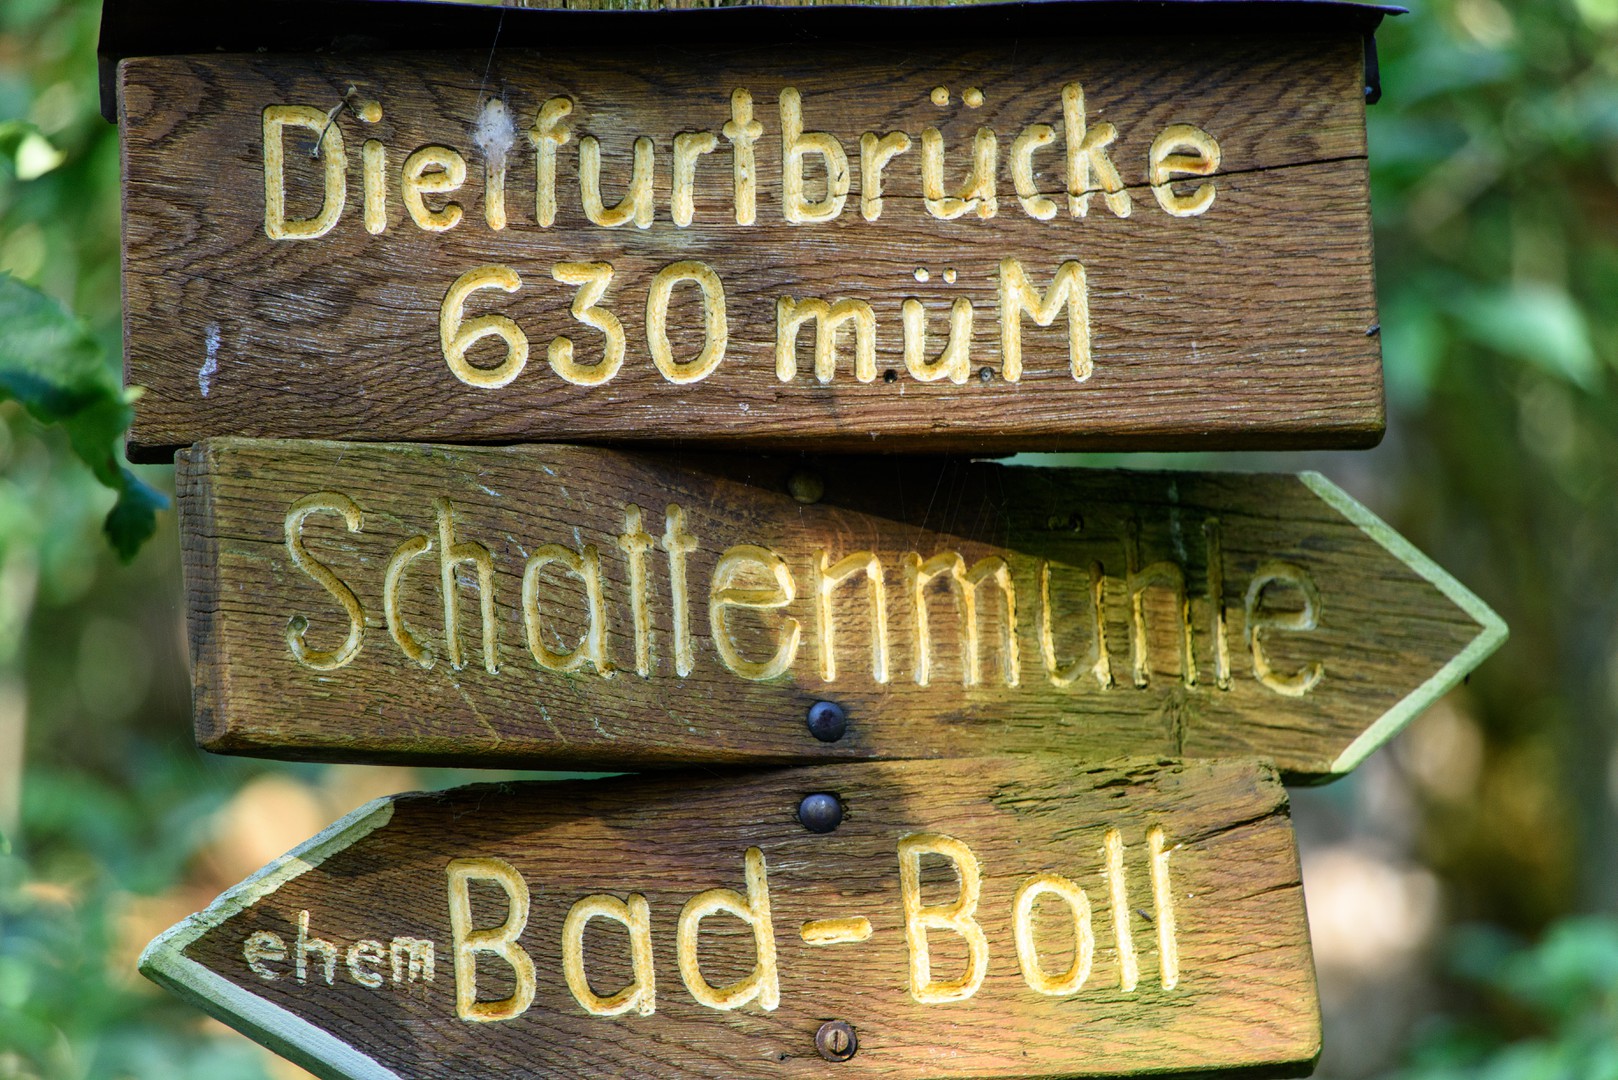 Dietfurtbrücke
630 m.ü.M
Schattenmühle
ehem Bad-Boll